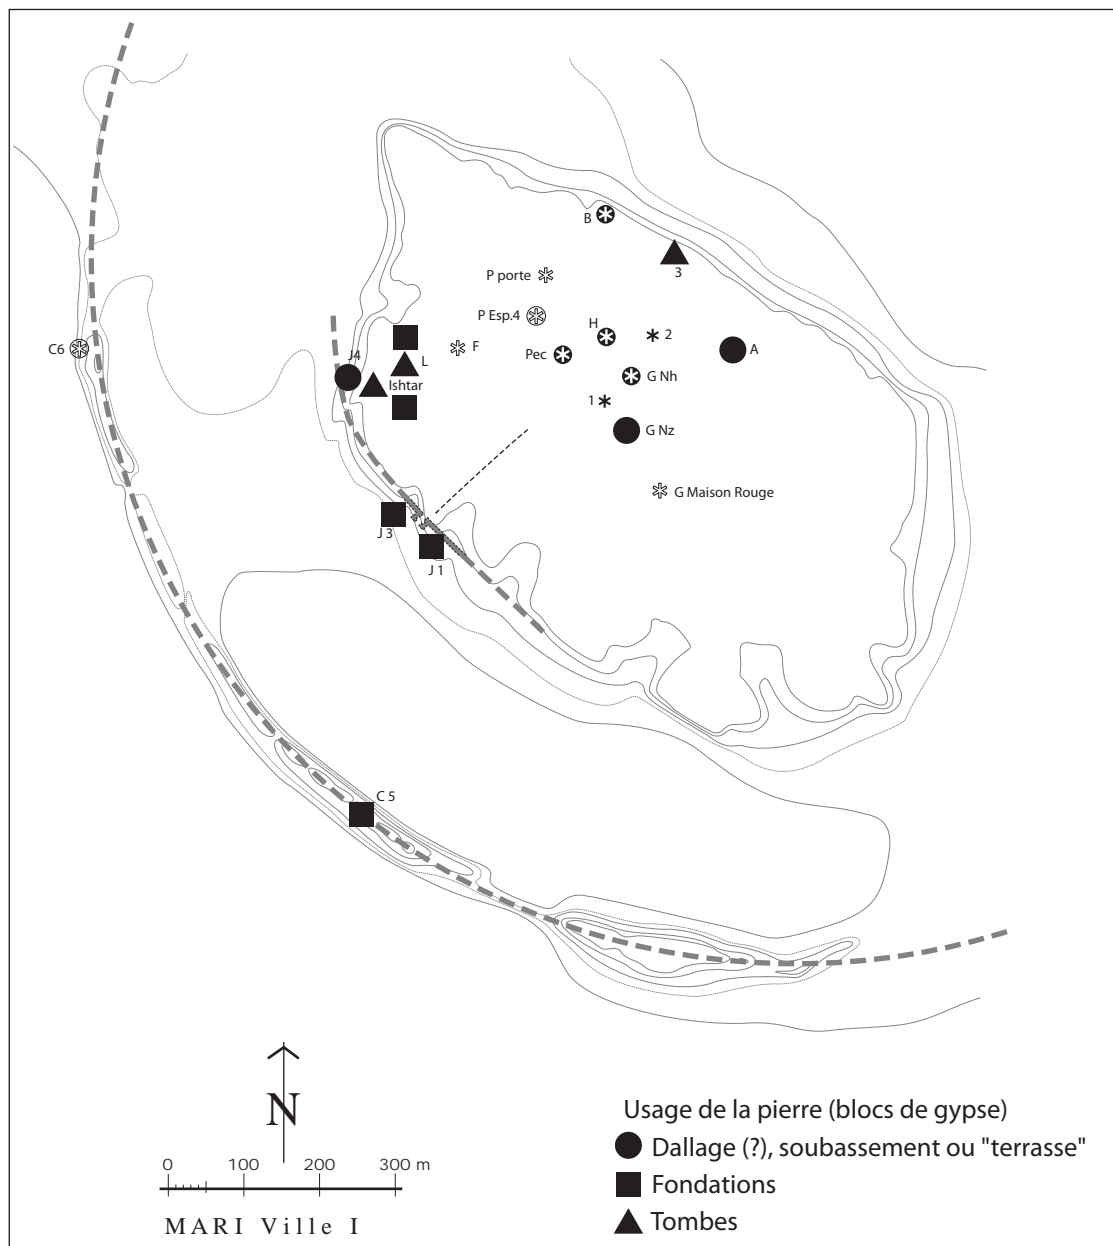 B
3
P porte
P Esp.4
H
2
A
C6
F
J4
L
Pec
Ishtar
G Nh
1
G Nz
G Maison Rouge
J 3
J 1
C 5
N
0 100 200 300 m
MARI Ville I
Usage de la pierre (blocs de gypse)
Dallage (?), soubassement ou "terrasse"
Fondations
Tombes